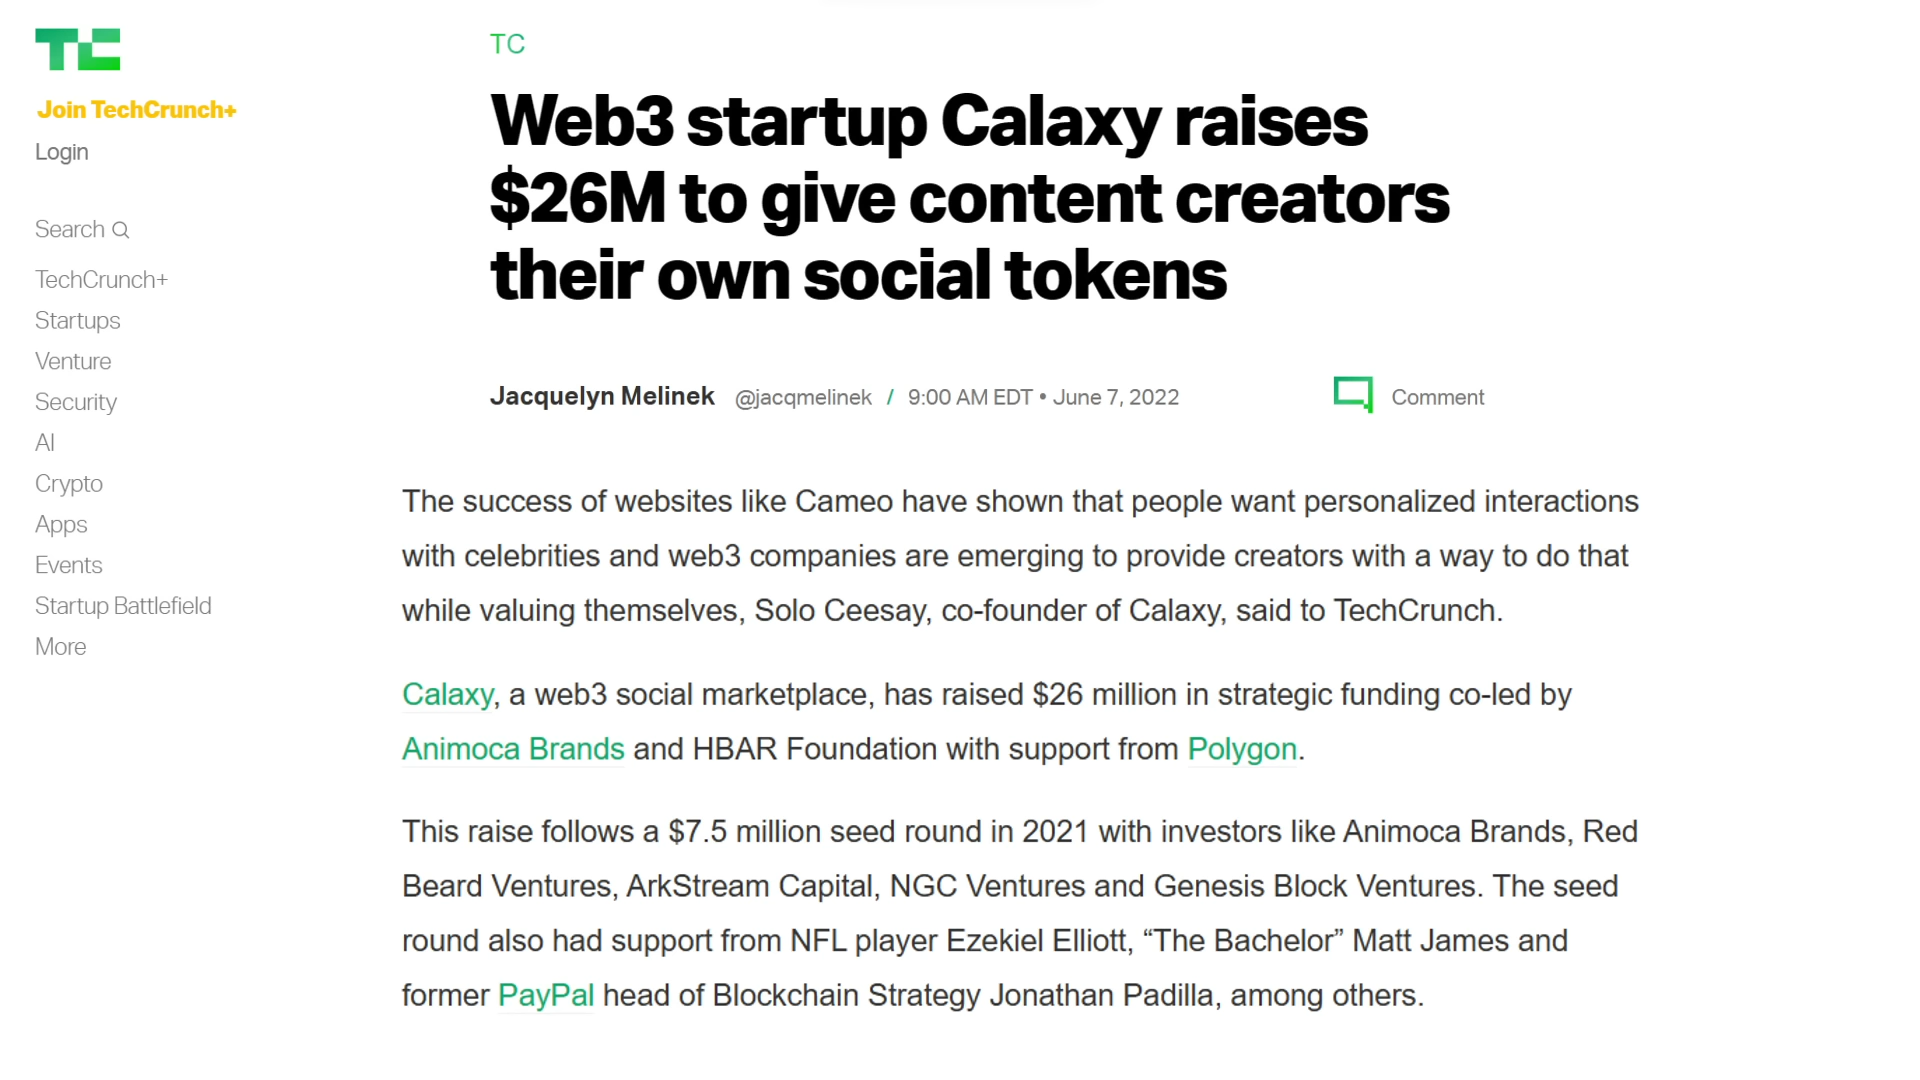 TC
Join TechCrunch+
Login
Search
TechCrunch+
Startups
Venture
Security
AI
Crypto
Apps
Events
Startup Battlefield
More
TC
Web3 startup Calaxy raises
$26M to give content creators
their own social tokens
Jacquelyn Melinek @jacqmelinek / 9:00 AM EDT • June 7, 2022
Comment
The success of websites like Cameo have shown that people want personalized interactions
with celebrities and web3 companies are emerging to provide creators with a way to do that
while valuing themselves, Solo Ceesay, co-founder of Calaxy, said to TechCrunch.
Calaxy, a web3 social marketplace, has raised $26 million in strategic funding co-led by
Animoca Brands and HBAR Foundation with support from Polygon.
This raise follows a $7.5 million seed round in 2021 with investors like Animoca Brands, Red
Beard Ventures, ArkStream Capital, NGC Ventures and Genesis Block Ventures. The seed
round also had support from NFL player Ezekiel Elliott, “The Bachelor” Matt James and
former PayPal head of Blockchain Strategy Jonathan Padilla, among others.